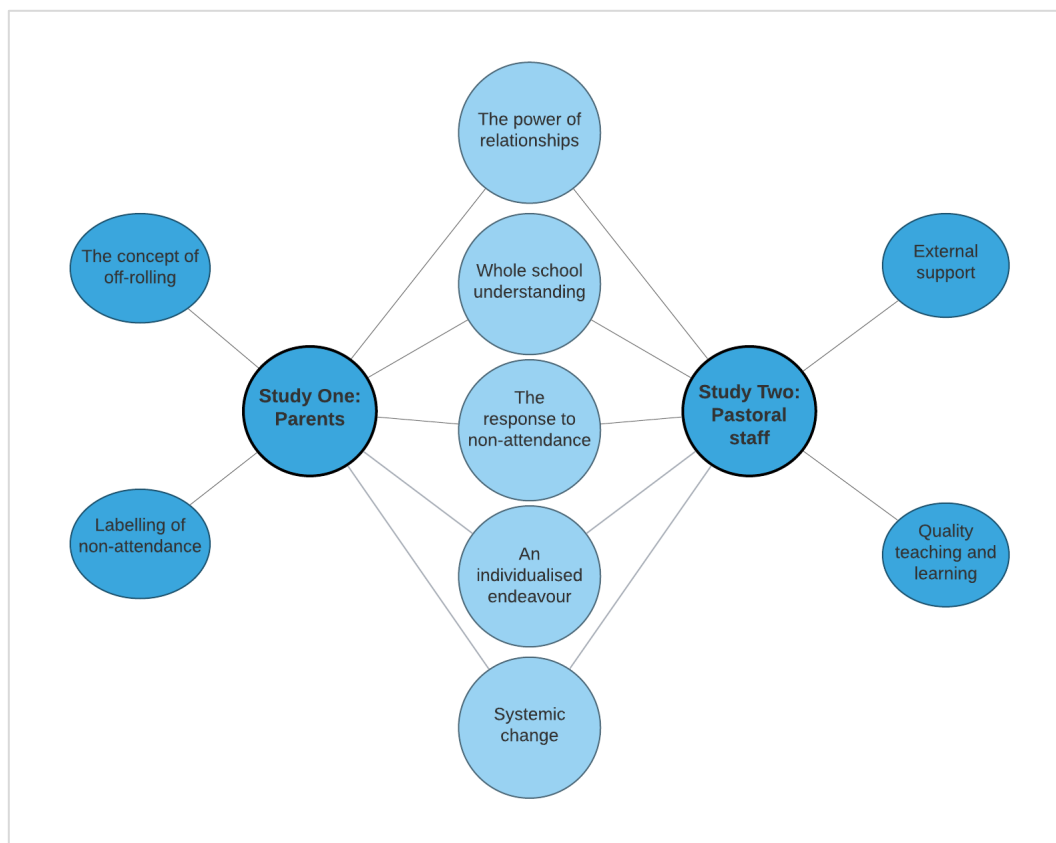 The power of
relationships
The concept of
off-rolling
Whole school
understanding
External
support
Study One:
Parents
The
response to
non-attendance
Study Two:
Pastoral
staff
Labelling of
non-attendance
An
individualised
endeavour
Quality
teaching and
learning
Systemic
change